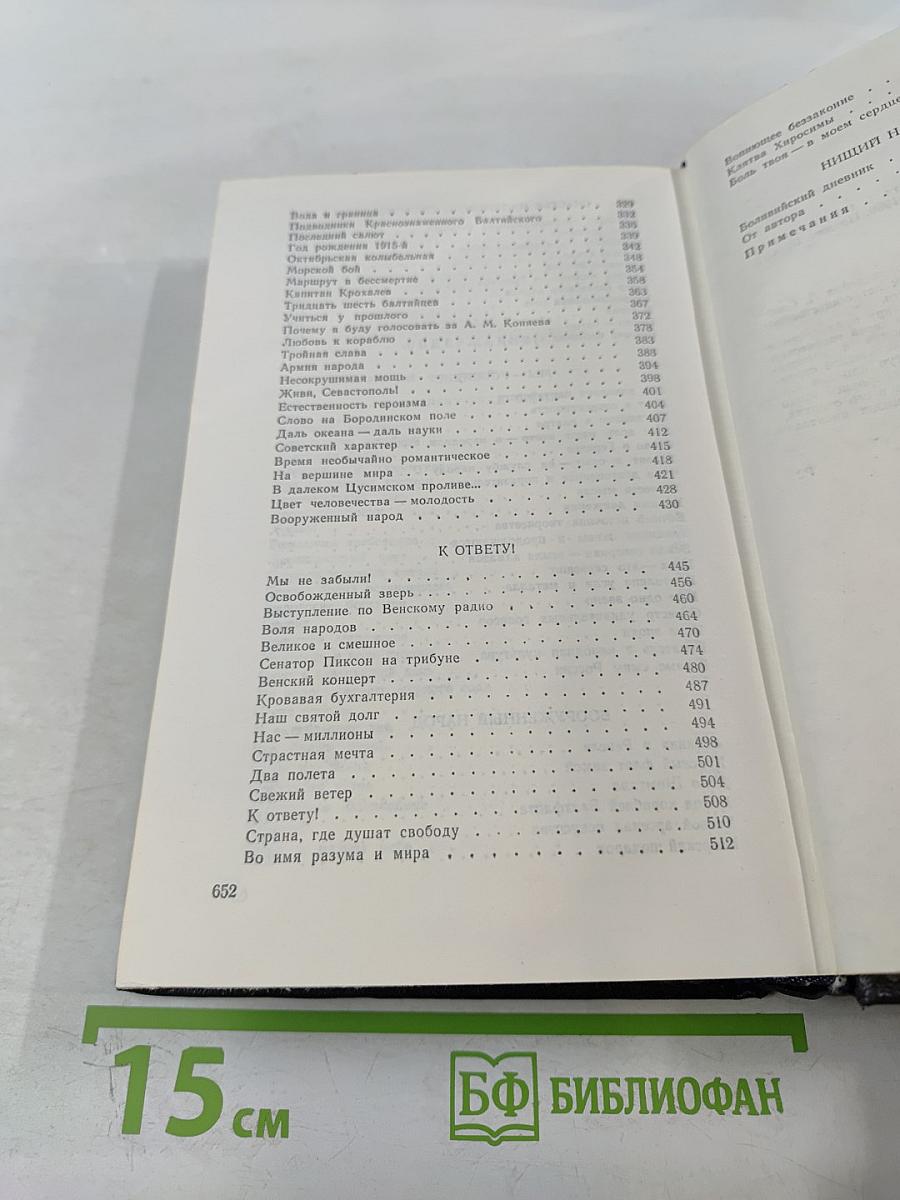 Вода и гранит . . . . . . . . . . 329
Подводники Краснознаменного Балтийского . . . . 332
Последний салют . . . . . . . . . . 335
Год рождения 1915-й . . . . . . . . . . 339
Октябрьская колыбельная . . . . . . . . . . 342
Морской бой . . . . . . . . . . 348
Маршрут в бессмертие . . . . . . . . . . 354
Капитан Крохалев . . . . . . . . . . 358
Тридцать шесть балтийцев . . . . . . . . . . 363
Учиться у прошлого . . . . . . . . . . 367
Почему я буду голосовать за А. М. Коняева . . . . 372
Любовь к кораблю . . . . . . . . . . 378
Тройная слава . . . . . . . . . . 383
Армия народа . . . . . . . . . . 388
Несокрушимая мощь . . . . . . . . . . 394
Живи, Севастополь! . . . . . . . . . . 398
Естественность героизма . . . . . . . . . . 401
Слово на Бородинском поле . . . . . . . . . . 404
Даль океана — даль науки . . . . . . . . . . 407
Советский характер . . . . . . . . . . 412
Время необычайно романтическое . . . . . . . . 415
На вершине мира . . . . . . . . . . 418
В далеком Цусимском проливе... . . . . . . . . 421
Цвет человечества — молодость . . . . . . . . 428
Вооруженный народ . . . . . . . . . . 430
К ОТВЕТУ!
Мы не забыли! . . . . . . . . . . 445
Освобожденный зверь . . . . . . . . . . 456
Выступление по Венскому радио . . . . . . . . 460
Воля народов . . . . . . . . . . 464
Великое и смешное . . . . . . . . . . 470
Сенатор Пиксон на трибуне . . . . . . . . . . 474
Венский концерт . . . . . . . . . . 480
Кровавая бухгалтерия . . . . . . . . . . 487
Наш святой долг . . . . . . . . . . 491
Нас — миллионы . . . . . . . . . . 494
Страстная мечта . . . . . . . . . . 498
Два полета . . . . . . . . . . 501
Свежий ветер . . . . . . . . . . 504
К ответу! . . . . . . . . . . 508
Страна, где душат свободу . . . . . . . . . . 510
Во имя разума и мира . . . . . . . . . . 512
652
Вопиющее беззаконие . .
Клятва Хиросимы . . .
Боль твоя — в моем сердце
НИЩИЙ Н
Боливийский дневник . .
От автора . . . .
Примечания . . .
15 см
БФ БИБЛИОФАН